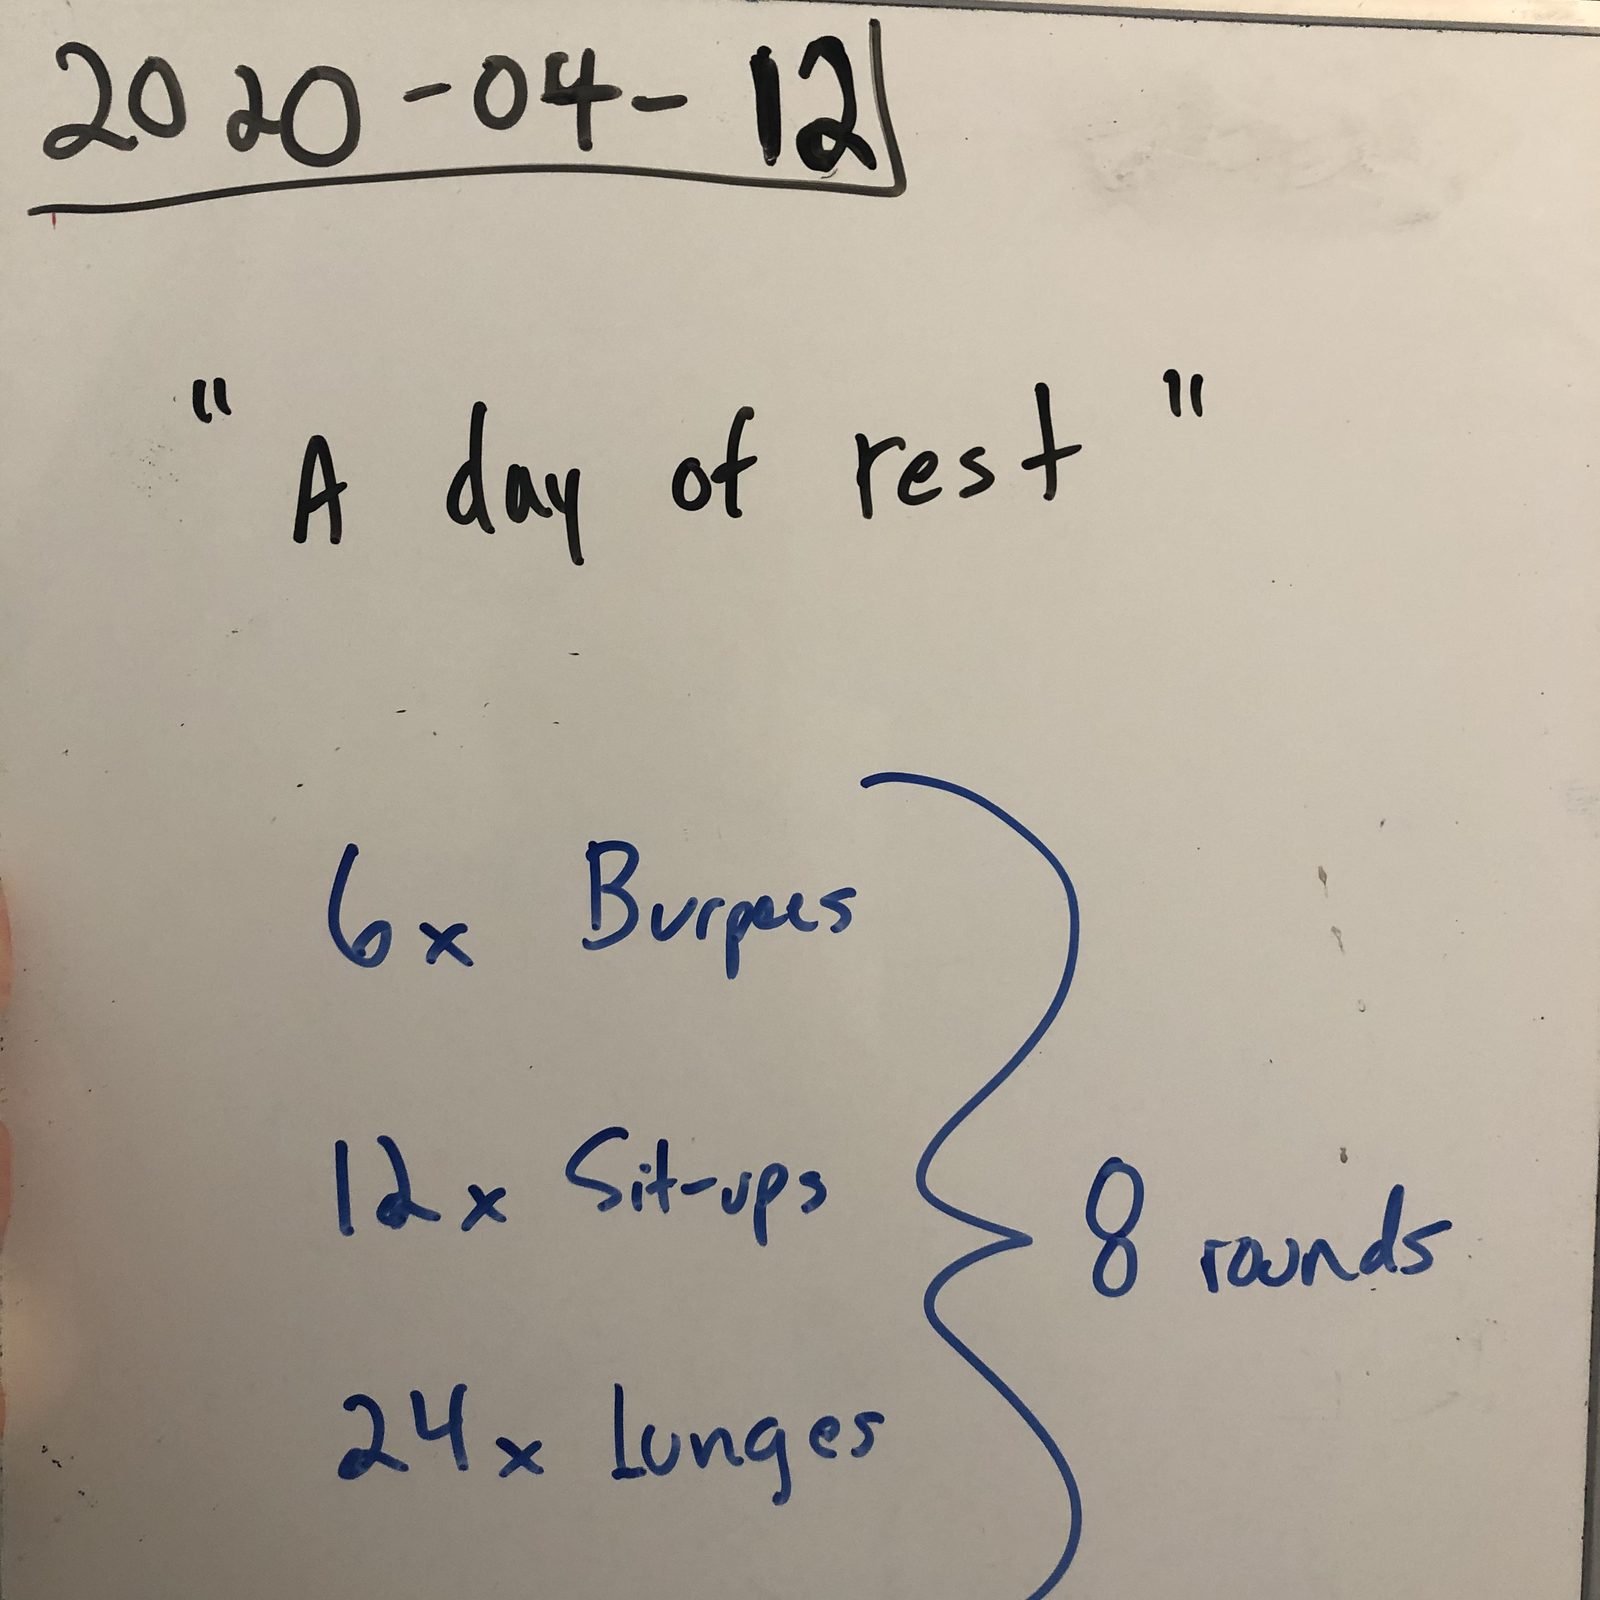 2020-04-12
"A day of rest"
6x Burpees
12x Sit-ups
8 rounds
24x Lunges